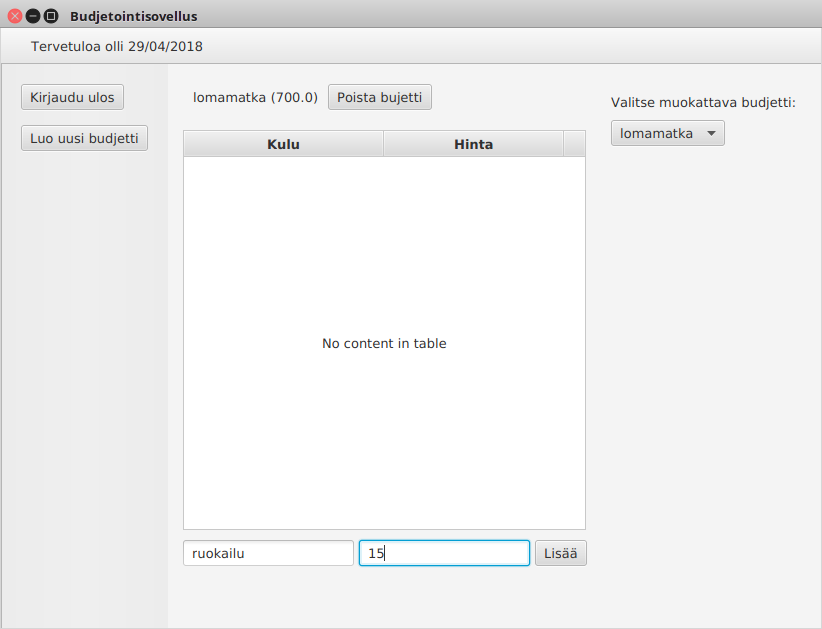 Budjetointisovellus
Tervetuloa olli 29/04/2018
Kirjaudu ulos
Luo uusi budjetti
lomamatka (700.0) Poista bujetti
Kulu Hinta
No content in table
ruokailu 15 Lisää
Valitse muokattava budjetti:
lomamatka